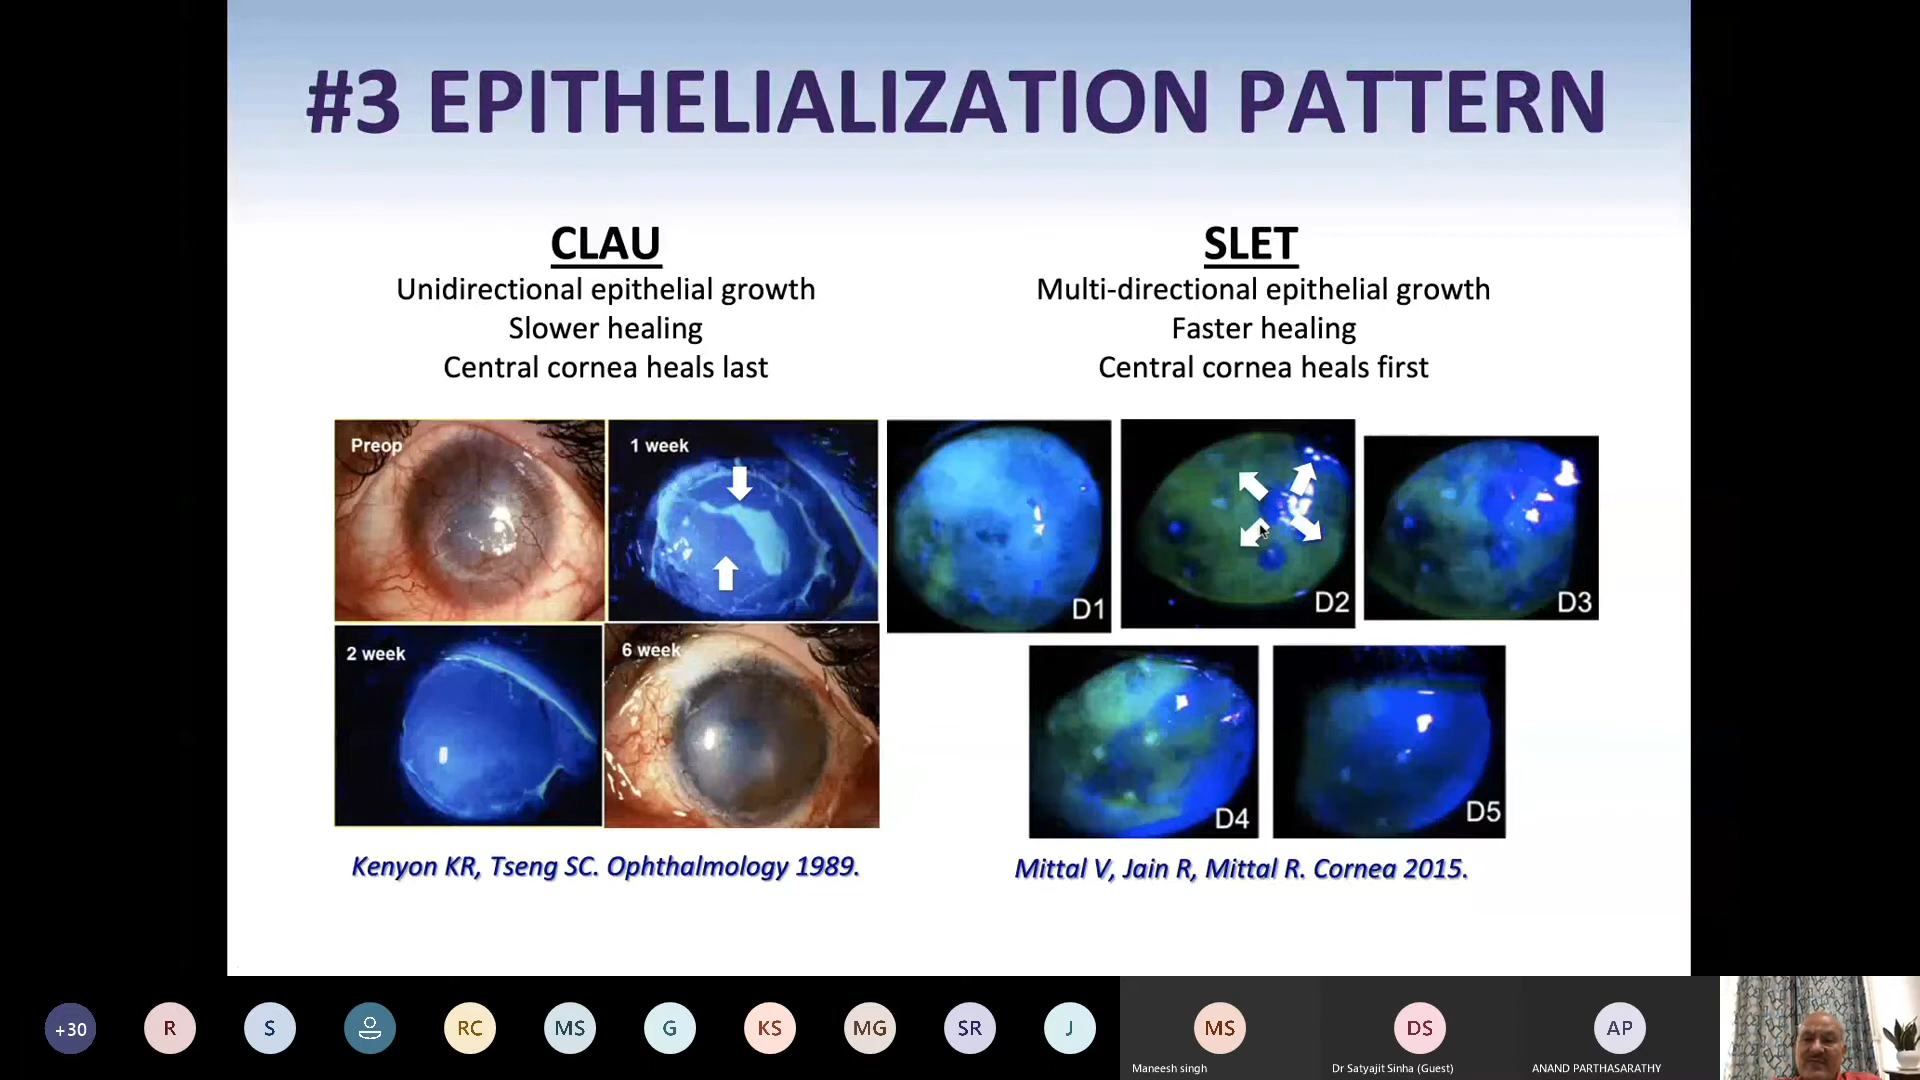 #3 EPITHELIALIZATION PATTERN
CLAU
Unidirectional epithelial growth
Slower healing
Central cornea heals last
SLET
Multi-directional epithelial growth
Faster healing
Central cornea heals first
Preop
1 week
2 week
6 week
D1
D2
D3
D4
D5
Kenyon KR, Tseng SC. Ophthalmology 1989.
Mittal V, Jain R, Mittal R. Cornea 2015.
+30
R
S
RC
MS
G
KS
MG
SR
J
MS
Maneesh singh
DS
Dr Satyajit Sinha (Guest)
AP
ANAND PARTHASARATHY